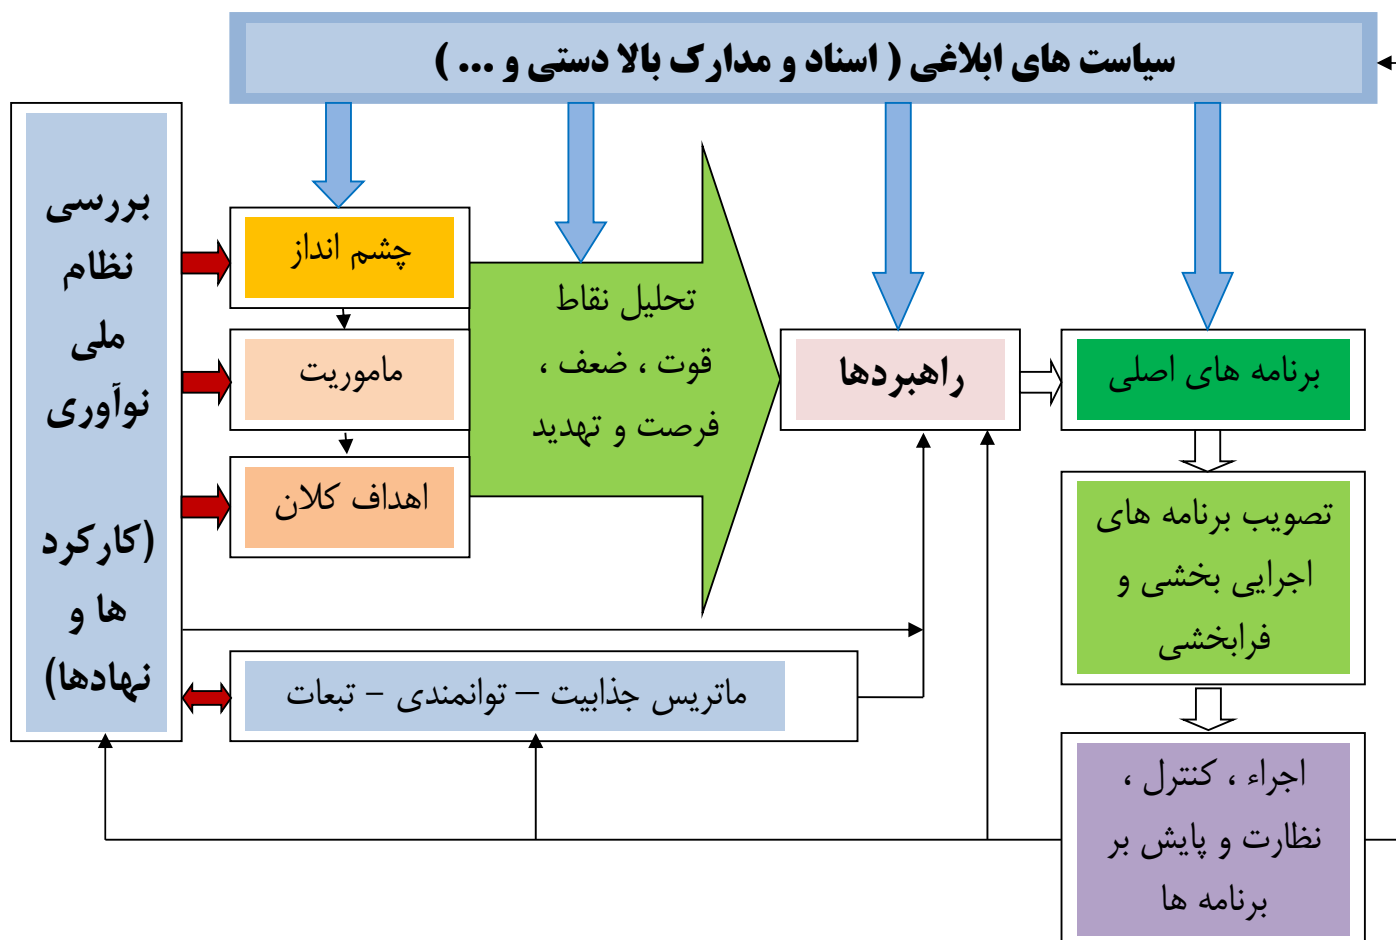 سیاست های ابلاغی ( اسناد و مدارک بالا دستی و ... )
بررسی
نظام
ملی
نوآوری
(کارکرد
ها و
نهادها)
چشم انداز
ماموریت
اهداف کلان
تحلیل نقاط
قوت ، ضعف ،
فرصت و تهدید
راهبردها
برنامه های اصلی
تصویب برنامه های
اجرایی بخشی و
فرابخشی
ماتریس جذابیت – توانمندی - تبعات
اجراء ، کنترل ،
نظارت و پایش بر
برنامه ها